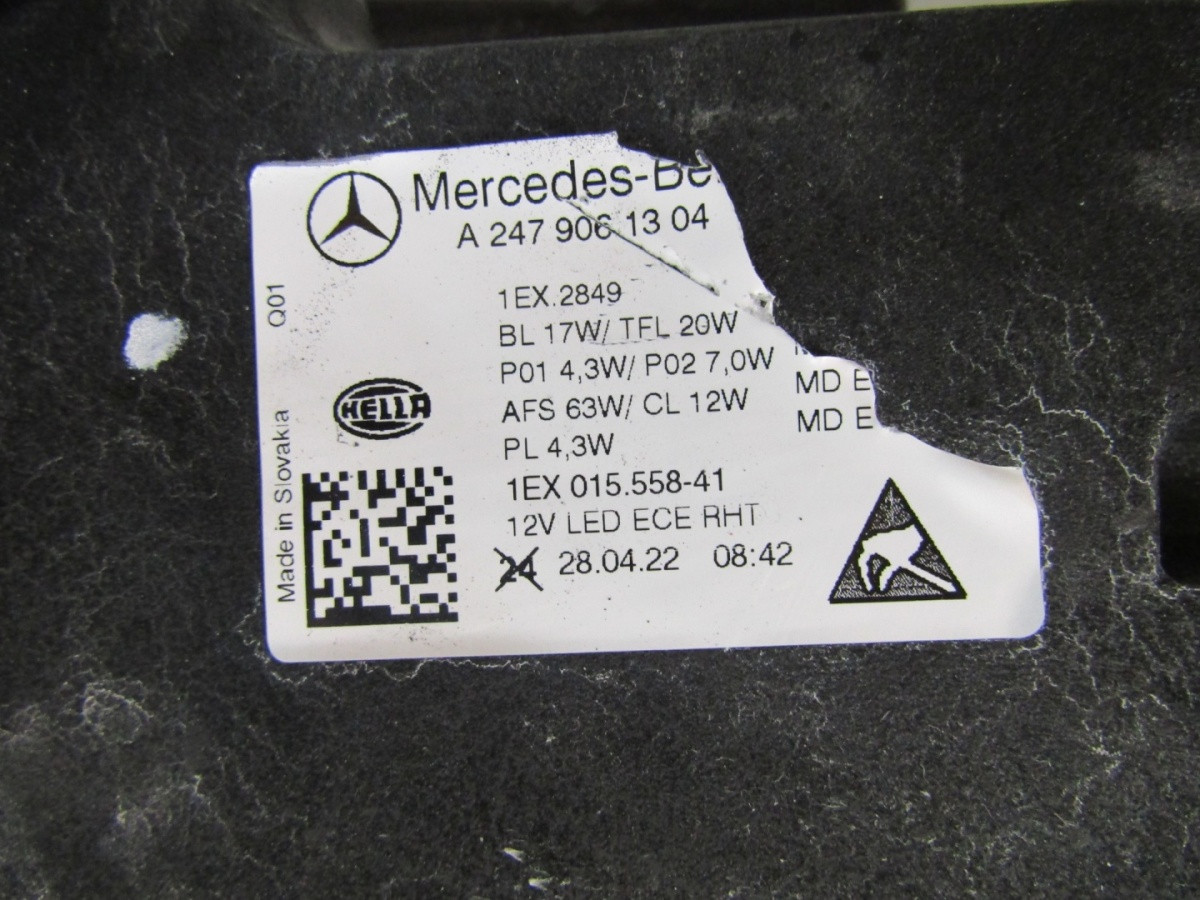 Mercedes-Be
A 247 906 13 04
Q01
1EX.2849
BL 17W/ TFL 20W
P01 4,3W/ P02 7,0W
MD E
AFS 63W/ CL 12W
MD E
HELLA
PL 4,3W
Made in Slovakia
1EX 015.558-41
12V LED ECE RHT
24 28.04.22 08:42